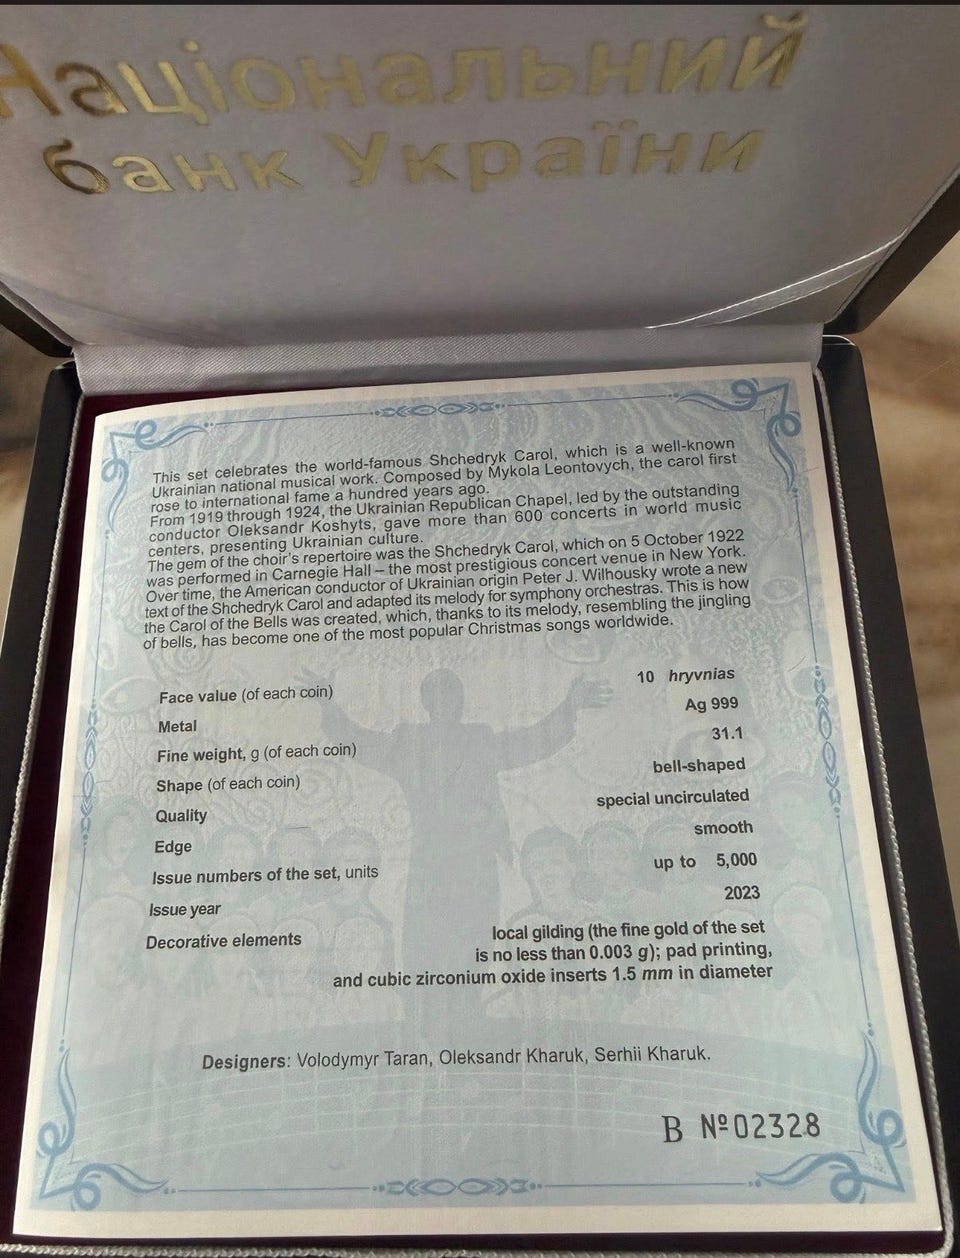 Національний
банк України
This set celebrates the world-famous Shchedryk Carol, which is a well-known
Ukrainian national musical work. Composed by Mykola Leontovych, the carol first
rose to international fame a hundred years ago.
From 1919 through 1924, the Ukrainian Republican Chapel, led by the outstanding
conductor Oleksandr Koshyts, gave more than 600 concerts in world music
centers, presenting Ukrainian culture.
The gem of the choir's repertoire was the Shchedryk Carol, which on 5 October 1922
was performed in Carnegie Hall – the most prestigious concert venue in New York.
Over time, the American conductor of Ukrainian origin Peter J. Wilhousky wrote a new
text of the Shchedryk Carol and adapted its melody for symphony orchestras. This is how
the Carol of the Bells was created, which, thanks to its melody, resembling the jingling
of bells, has become one of the most popular Christmas songs worldwide.
Face value (of each coin) 10 hryvnias
Metal Ag 999
Fine weight, g (of each coin) 31.1
Shape (of each coin) bell-shaped
Quality special uncirculated
Edge smooth
Issue numbers of the set, units up to 5,000
Issue year 2023
Decorative elements local gilding (the fine gold of the set
is no less than 0.003 g); pad printing,
and cubic zirconium oxide inserts 1.5 mm in diameter
Designers: Volodymyr Taran, Oleksandr Kharuk, Serhii Kharuk.
В №02328